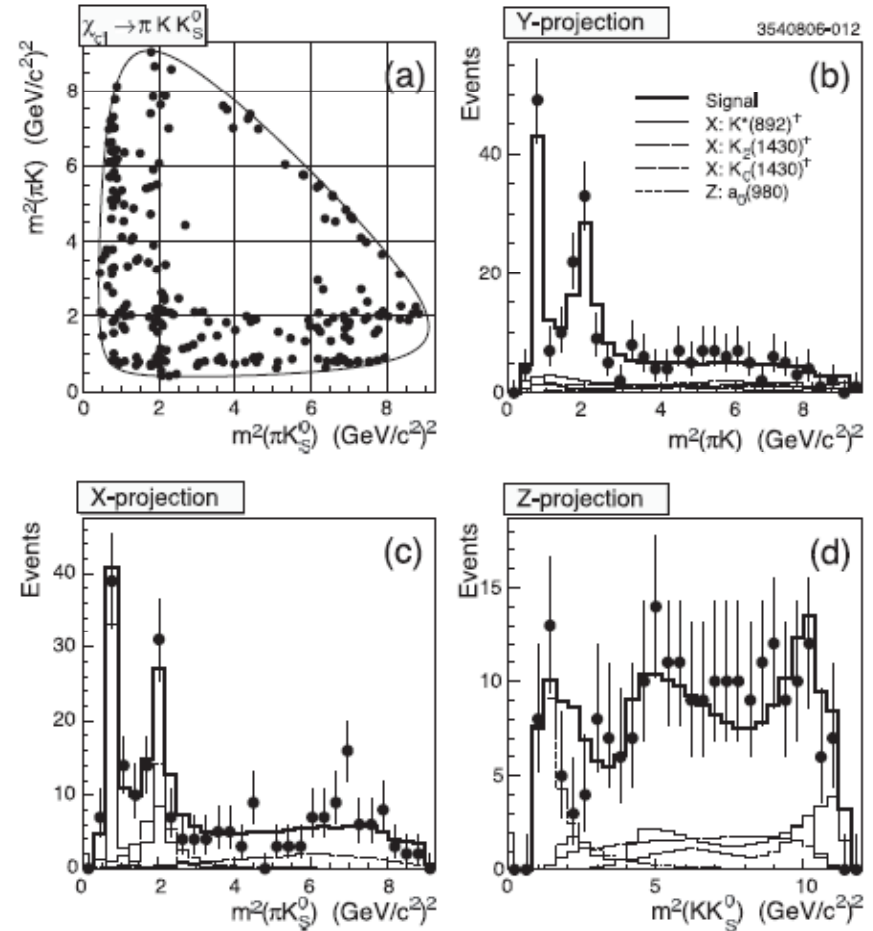 χc1→π K K⁰S
(a)
m²(πK) (GeV/c²)²
8
6
4
2
0
0 2 4 6 8
m²(πK⁰S) (GeV/c²)²
Y-projection
3540806-012
(b)
Events
Signal
X: K*(892)†
X: K2(1430)†
X: K0(1430)†
Z: a0(980)
40
20
0
0 2 4 6 8
m²(πK) (GeV/c²)²
X-projection
(c)
Events
40
30
20
10
0
0 2 4 6 8
m²(πK⁰S) (GeV/c²)²
Z-projection
(d)
Events
15
10
5
0
0 5 10
m²(KK⁰S) (GeV/c²)²